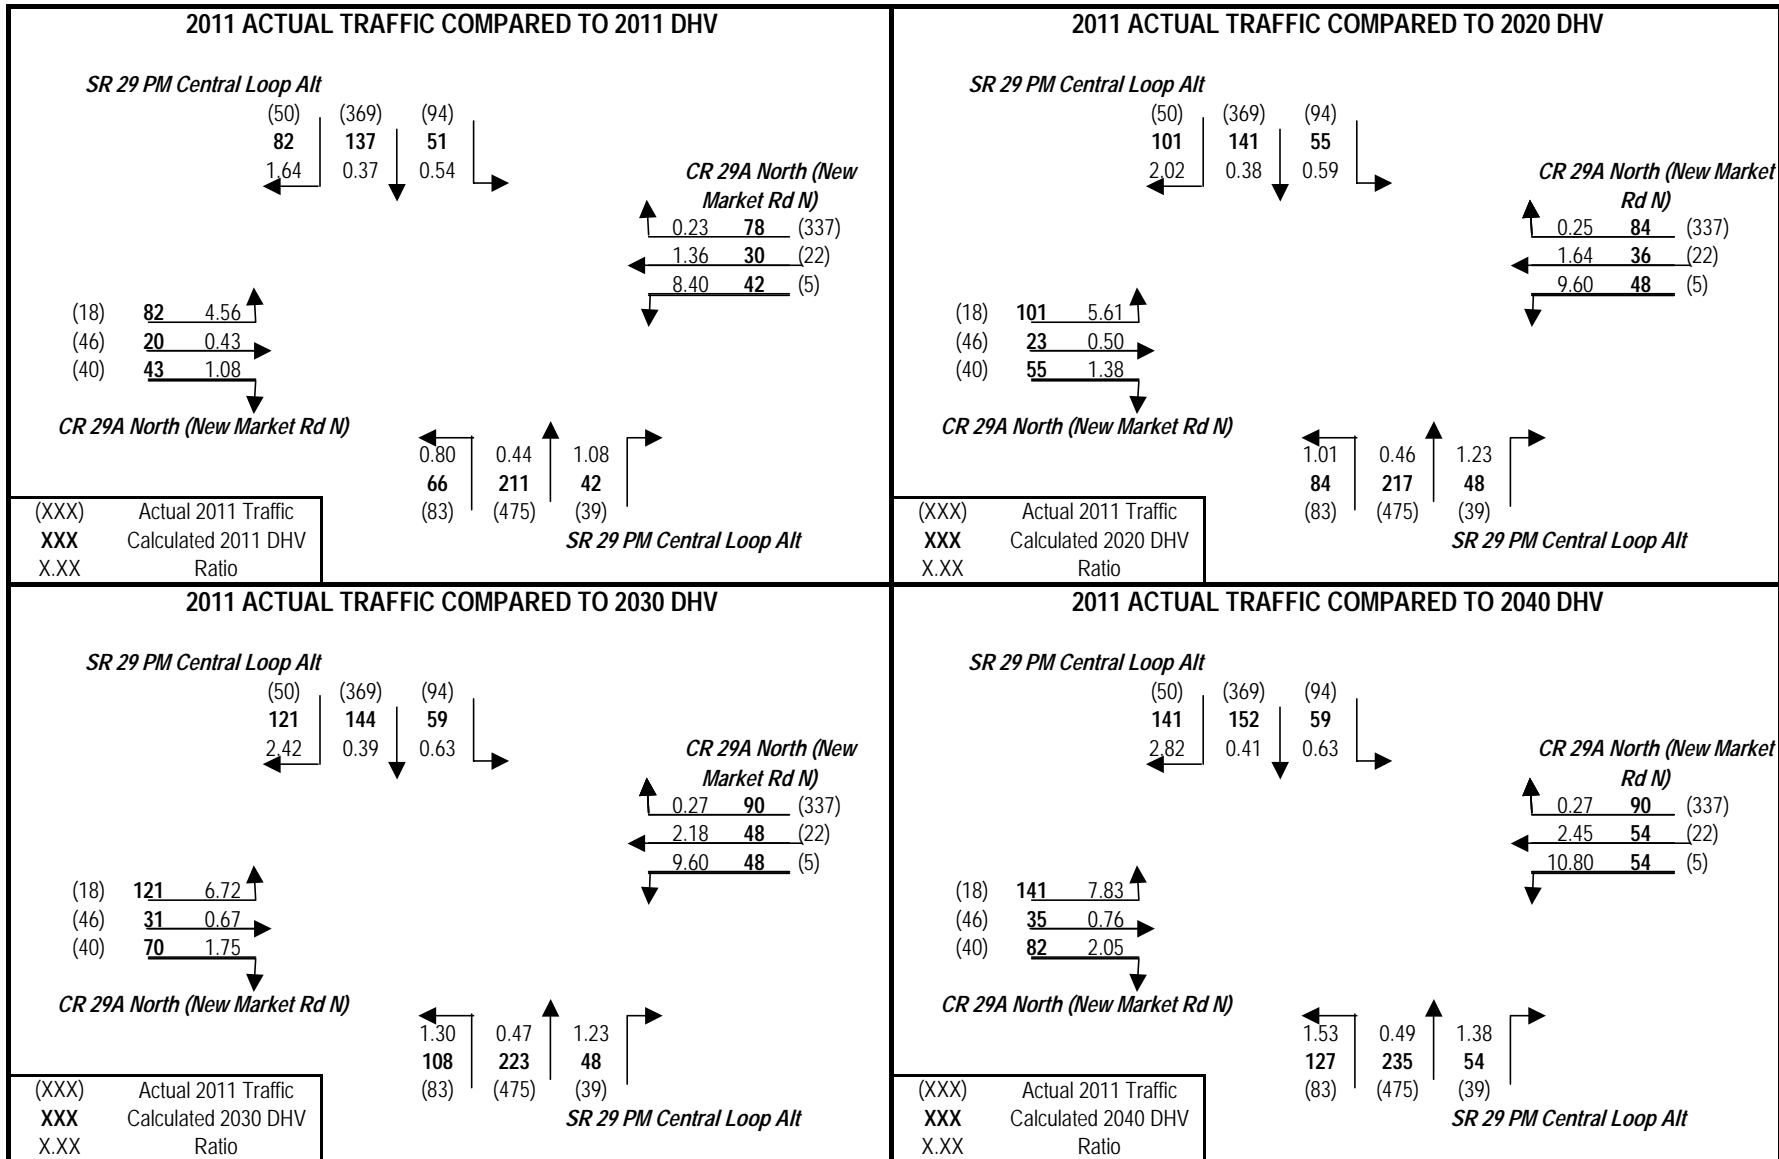 2011 ACTUAL TRAFFIC COMPARED TO 2011 DHV
SR 29 PM Central Loop Alt
(50) (369) (94)
82 137 51
1.64 0.37 0.54
CR 29A North (New
Market Rd N)
0.23 78 (337)
1.36 30 (22)
8.40 42 (5)
(18) 82 4.56
(46) 20 0.43
(40) 43 1.08
CR 29A North (New Market Rd N)
0.80 0.44 1.08
66 211 42
(83) (475) (39)
SR 29 PM Central Loop Alt
(XXX) Actual 2011 Traffic
XXX Calculated 2011 DHV
X.XX Ratio
2011 ACTUAL TRAFFIC COMPARED TO 2020 DHV
SR 29 PM Central Loop Alt
(50) (369) (94)
101 141 55
2.02 0.38 0.59
CR 29A North (New Market
Rd N)
0.25 84 (337)
1.64 36 (22)
9.60 48 (5)
(18) 101 5.61
(46) 23 0.50
(40) 55 1.38
CR 29A North (New Market Rd N)
1.01 0.46 1.23
84 217 48
(83) (475) (39)
SR 29 PM Central Loop Alt
(XXX) Actual 2011 Traffic
XXX Calculated 2020 DHV
X.XX Ratio
2011 ACTUAL TRAFFIC COMPARED TO 2030 DHV
SR 29 PM Central Loop Alt
(50) (369) (94)
121 144 59
2.42 0.39 0.63
CR 29A North (New
Market Rd N)
0.27 90 (337)
2.18 48 (22)
9.60 48 (5)
(18) 121 6.72
(46) 31 0.67
(40) 70 1.75
CR 29A North (New Market Rd N)
1.30 0.47 1.23
108 223 48
(83) (475) (39)
SR 29 PM Central Loop Alt
(XXX) Actual 2011 Traffic
XXX Calculated 2030 DHV
X.XX Ratio
2011 ACTUAL TRAFFIC COMPARED TO 2040 DHV
SR 29 PM Central Loop Alt
(50) (369) (94)
141 152 59
2.82 0.41 0.63
CR 29A North (New Market
Rd N)
0.27 90 (337)
2.45 54 (22)
10.80 54 (5)
(18) 141 7.83
(46) 35 0.76
(40) 82 2.05
CR 29A North (New Market Rd N)
1.53 0.49 1.38
127 235 54
(83) (475) (39)
SR 29 PM Central Loop Alt
(XXX) Actual 2011 Traffic
XXX Calculated 2040 DHV
X.XX Ratio